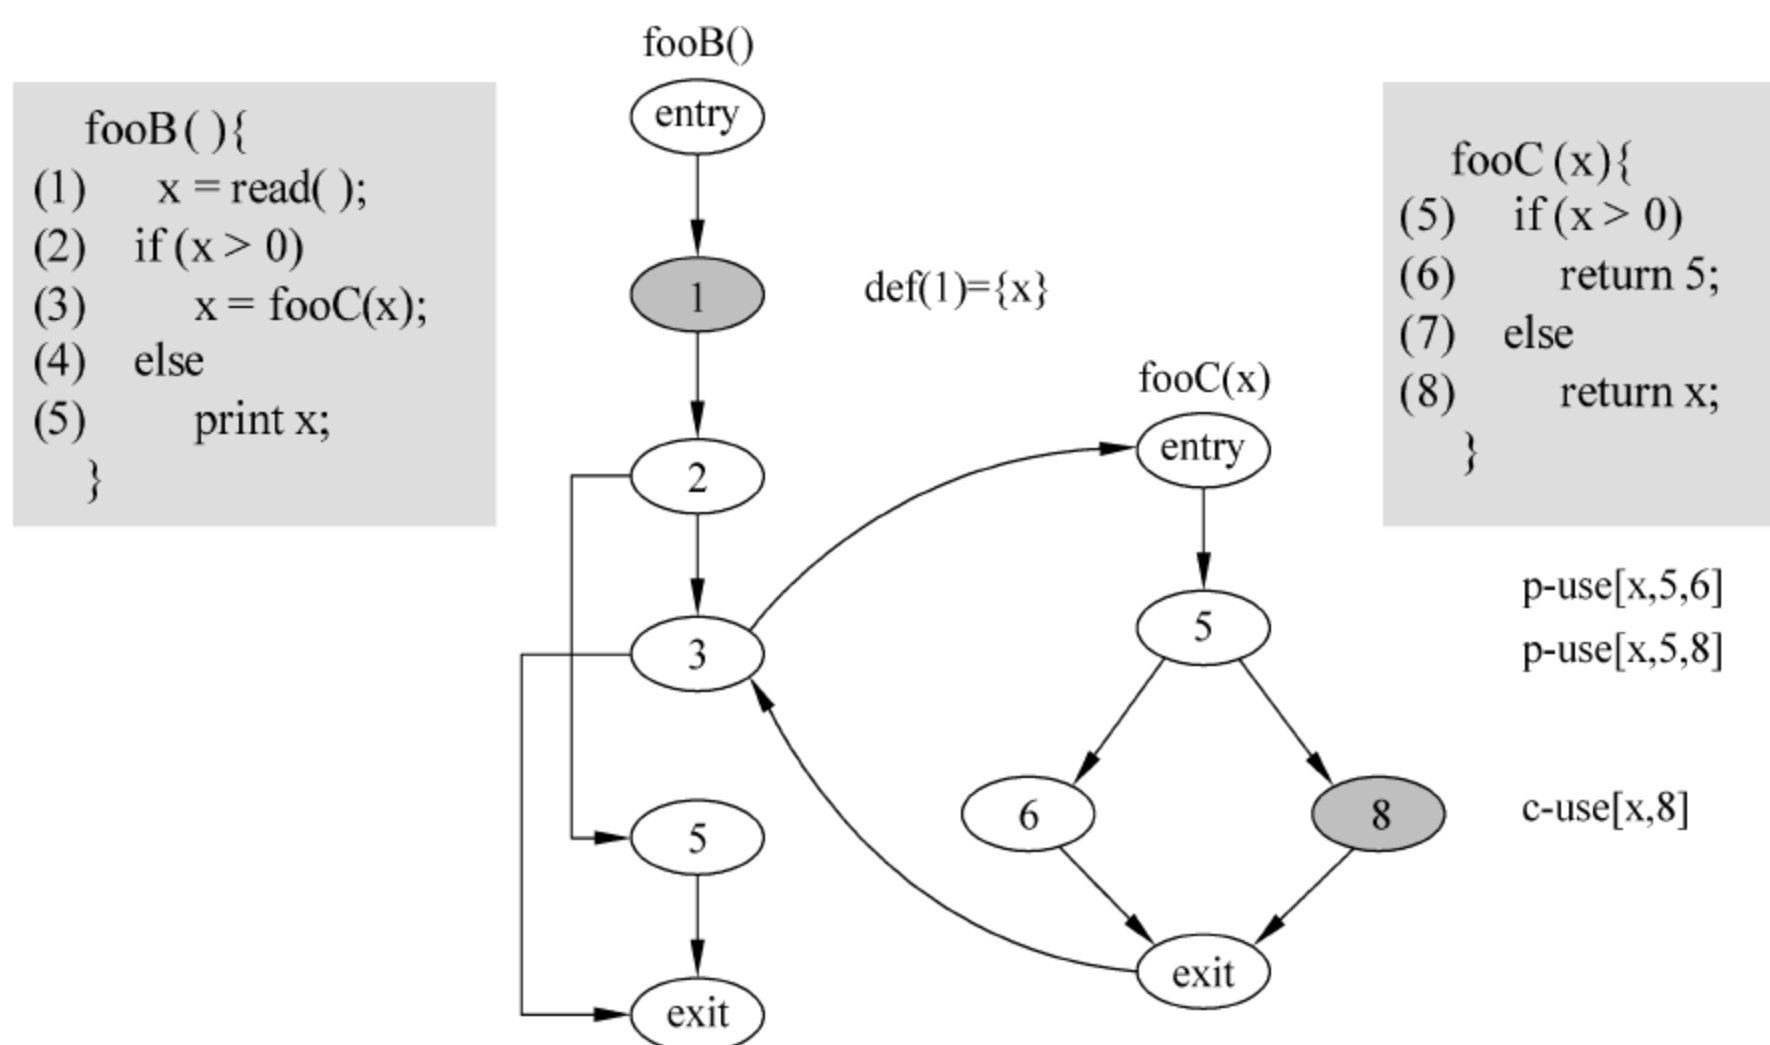 fooB( ){
(1) x = read( );
(2) if (x > 0)
(3) x = fooC(x);
(4) else
(5) print x;
}
fooB()
entry
1
def(1)={x}
2
3
5
exit
fooC(x)
entry
5
6
8
exit
fooC (x){
(5) if (x > 0)
(6) return 5;
(7) else
(8) return x;
}
p-use[x,5,6]
p-use[x,5,8]
c-use[x,8]